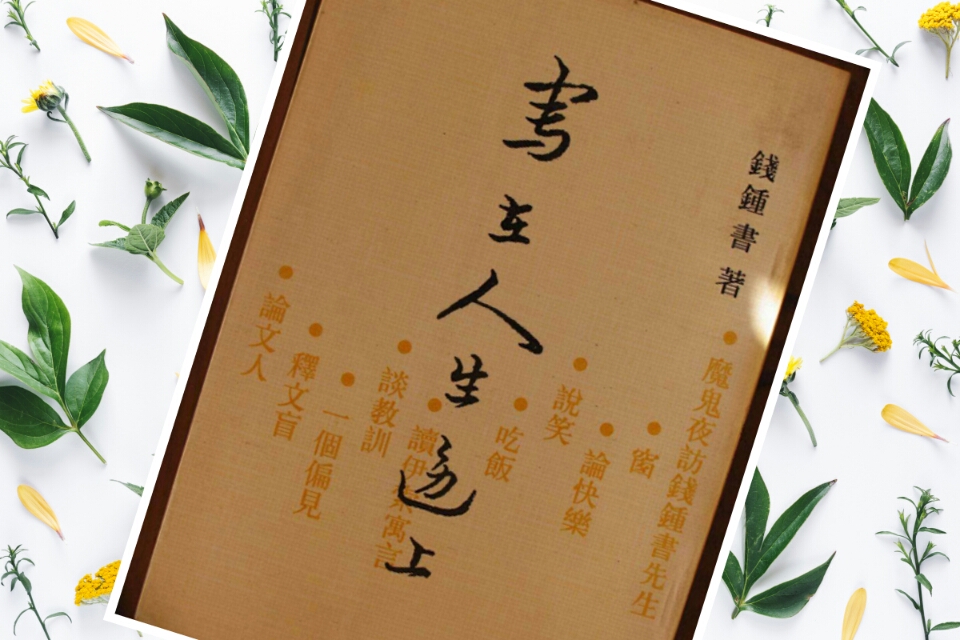 錢鍾書 著
寫在人生邊上
• 魔鬼夜訪錢鍾書先生
• 窗
• 論快樂
• 說笑
• 吃飯
• 讀伊索寓言
• 談教訓
• 一個偏見
• 釋文盲
• 論文人